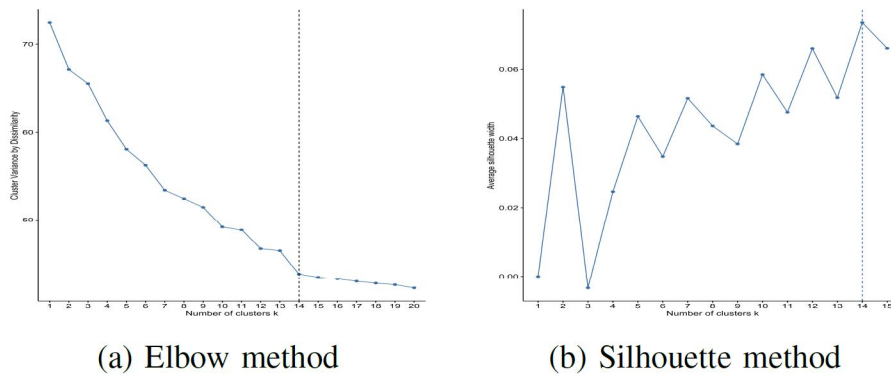 70
60
50
Cluster Variance by Dissimilarity
1 2 3 4 5 6 7 8 9 10 11 12 13 14 15 16 17 18 19 20
Number of clusters k
(a) Elbow method
0.06
0.04
0.02
0.00
Average silhouette width
1 2 3 4 5 6 7 8 9 10 11 12 13 14 15
Number of clusters k
(b) Silhouette method